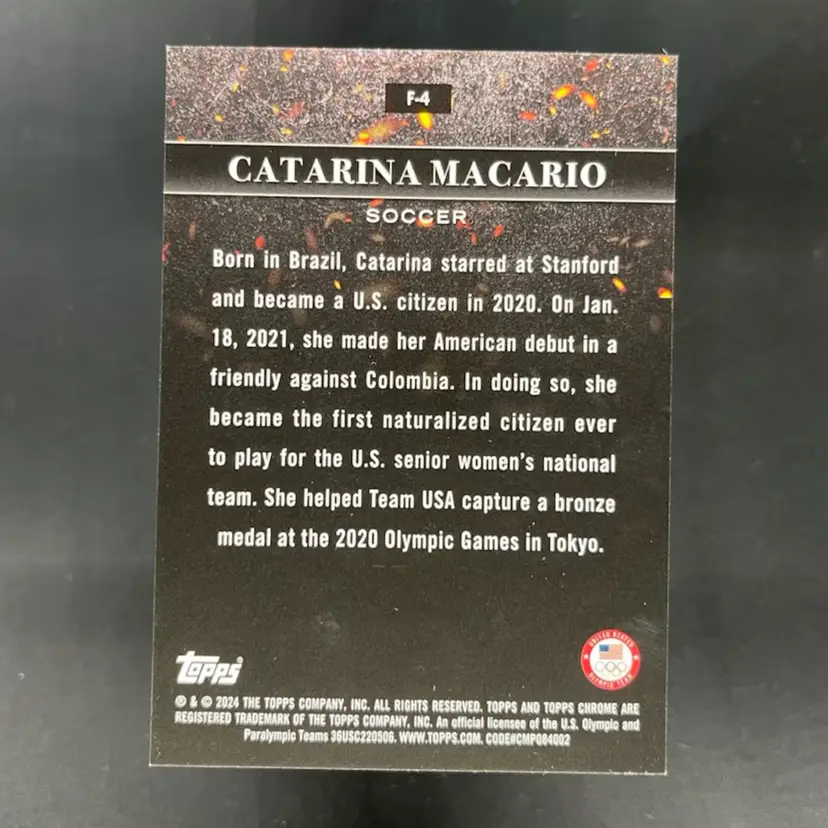 F-4
CATARINA MACARIO
SOCCER
Born in Brazil, Catarina starred at Stanford
and became a U.S. citizen in 2020. On Jan.
18, 2021, she made her American debut in a
friendly against Colombia. In doing so, she
became the first naturalized citizen ever
to play for the U.S. senior women's national
team. She helped Team USA capture a bronze
medal at the 2020 Olympic Games in Tokyo.
topps
UNITED STATES
OLYMPIC TEAM
® & © 2024 THE TOPPS COMPANY, INC. ALL RIGHTS RESERVED. TOPPS AND TOPPS CHROME ARE
REGISTERED TRADEMARK OF THE TOPPS COMPANY, INC. An official licensee of the U.S. Olympic and
Paralympic Teams 36USC220506. WWW.TOPPS.COM. CODE#CMP084002